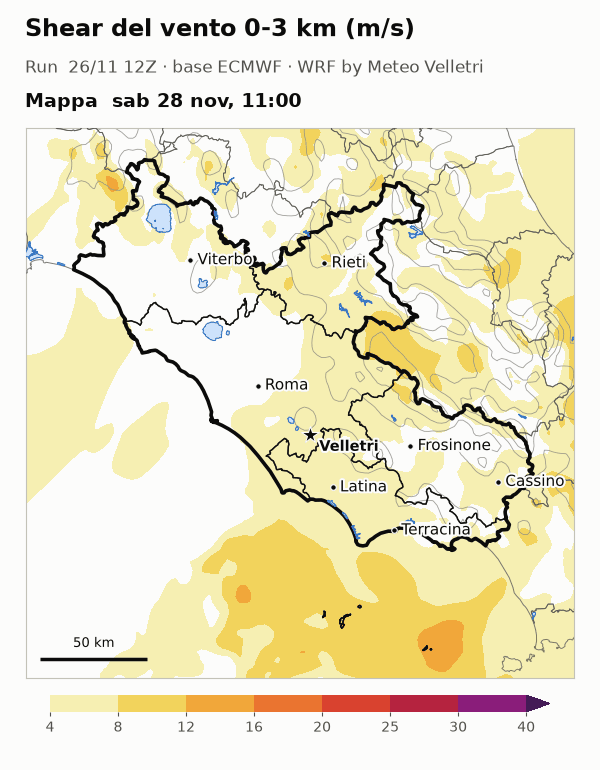 Shear del vento 0-3 km (m/s)
Run  26/11 12Z · base ECMWF · WRF by Meteo Velletri
Mappa  sab 28 nov, 11:00
Viterbo
Rieti
Roma
Velletri
Frosinone
Latina
Cassino
Terracina
50 km
4 8 12 16 20 25 30 40